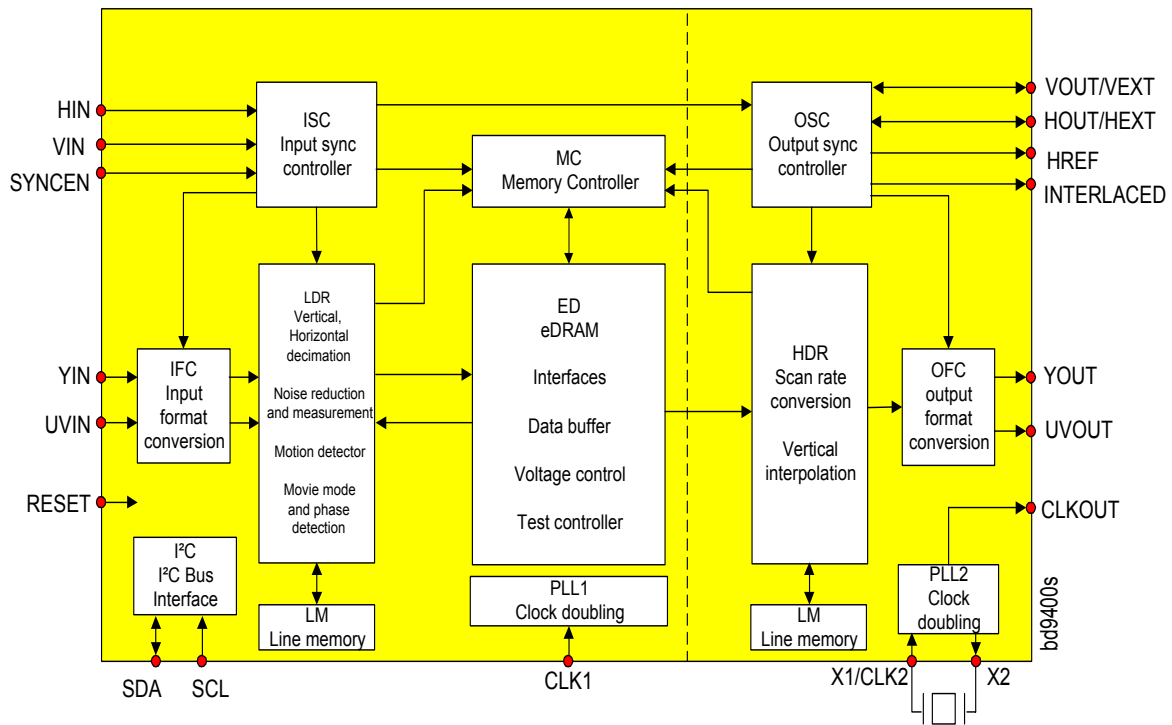 HIN
VIN
SYNCEN
YIN
UVIN
RESET
ISC
Input sync
controller
MC
Memory Controller
OSC
Output sync
controller
VOUT/VEXT
HOUT/HEXT
HREF
INTERLACED
IFC
Input
format
conversion
LDR
Vertical,
Horizontal
decimation
Noise reduction
and measurement
Motion detector
Movie mode
and phase
detection
ED
eDRAM
Interfaces
Data buffer
Voltage control
Test controller
HDR
Scan rate
conversion
Vertical
interpolation
OFC
output
format
conversion
YOUT
UVOUT
CLKOUT
I²C
I²C Bus
Interface
LM
Line memory
PLL1
Clock doubling
LM
Line memory
PLL2
Clock
doubling
bd9400s
SDA
SCL
CLK1
X1/CLK2
X2